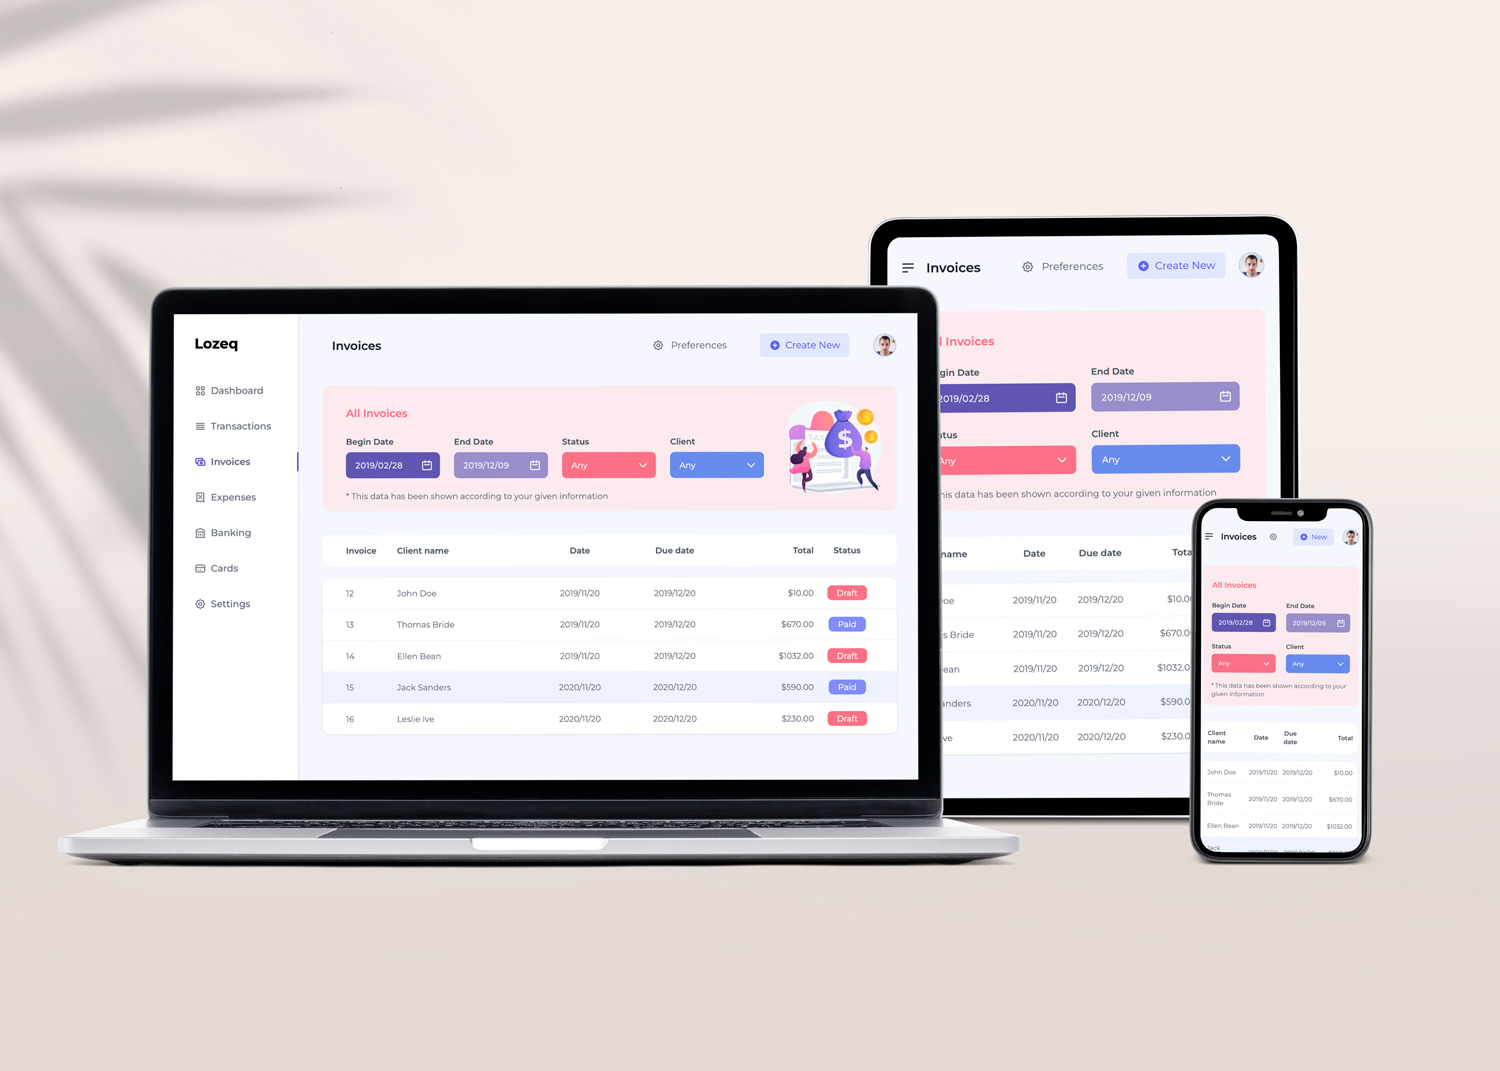 Lozeq
Dashboard
Transactions
Invoices
Expenses
Banking
Cards
Settings
Invoices
Preferences
Create New
All Invoices
Begin Date End Date Status Client
2019/02/28 2019/12/09 Any Any
* This data has been shown according to your given information
TAX
$
Invoice Client name Date Due date Total Status
12 John Doe 2019/11/20 2019/12/20 $10.00 Draft
13 Thomas Bride 2019/11/20 2019/12/20 $670.00 Paid
14 Ellen Bean 2019/11/20 2019/12/20 $1032.00 Draft
15 Jack Sanders 2020/11/20 2020/12/20 $590.00 Paid
16 Leslie Ive 2020/11/20 2020/12/20 $230.00 Draft
Invoices Preferences Create New
l Invoices
gin Date End Date
2019/02/28 2019/12/09
atus Client
Any Any
his data has been shown according to your given information
name Date Due date Tota
oe 2019/11/20 2019/12/20 $10.0
s Bride 2019/11/20 2019/12/20 $670.0
ean 2019/11/20 2019/12/20 $1032.0
anders 2020/11/20 2020/12/20 $590.0
ve 2020/11/20 2020/12/20 $230.0
Invoices New
All Invoices
Begin Date End Date
2019/02/28 2019/12/09
Status Client
Any Any
* This data has been shown according to your
given information
Client name Date Due date Total
John Doe 2019/11/20 2019/12/20 $10.00
Thomas Bride 2019/11/20 2019/12/20 $670.00
Ellen Bean 2019/11/20 2019/12/20 $1032.00
Jack